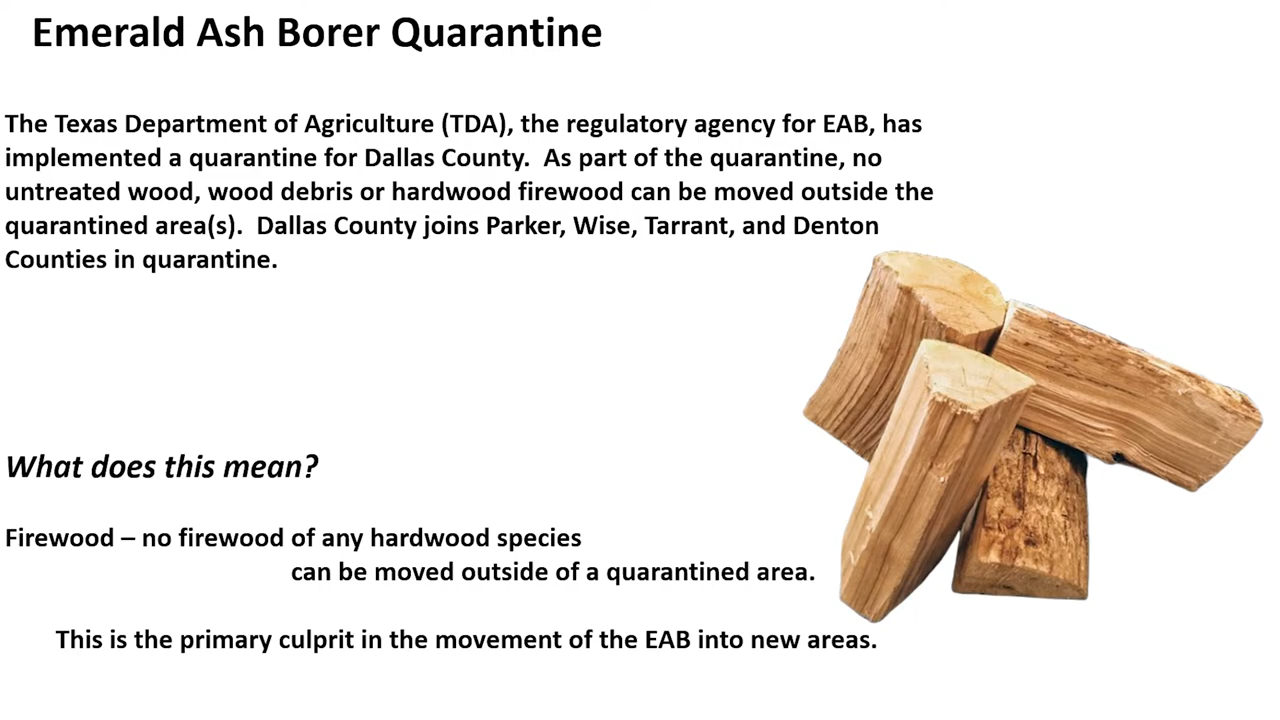 Emerald Ash Borer Quarantine
The Texas Department of Agriculture (TDA), the regulatory agency for EAB, has
implemented a quarantine for Dallas County.  As part of the quarantine, no
untreated wood, wood debris or hardwood firewood can be moved outside the
quarantined area(s).  Dallas County joins Parker, Wise, Tarrant, and Denton
Counties in quarantine.
What does this mean?
Firewood – no firewood of any hardwood species
can be moved outside of a quarantined area.
This is the primary culprit in the movement of the EAB into new areas.